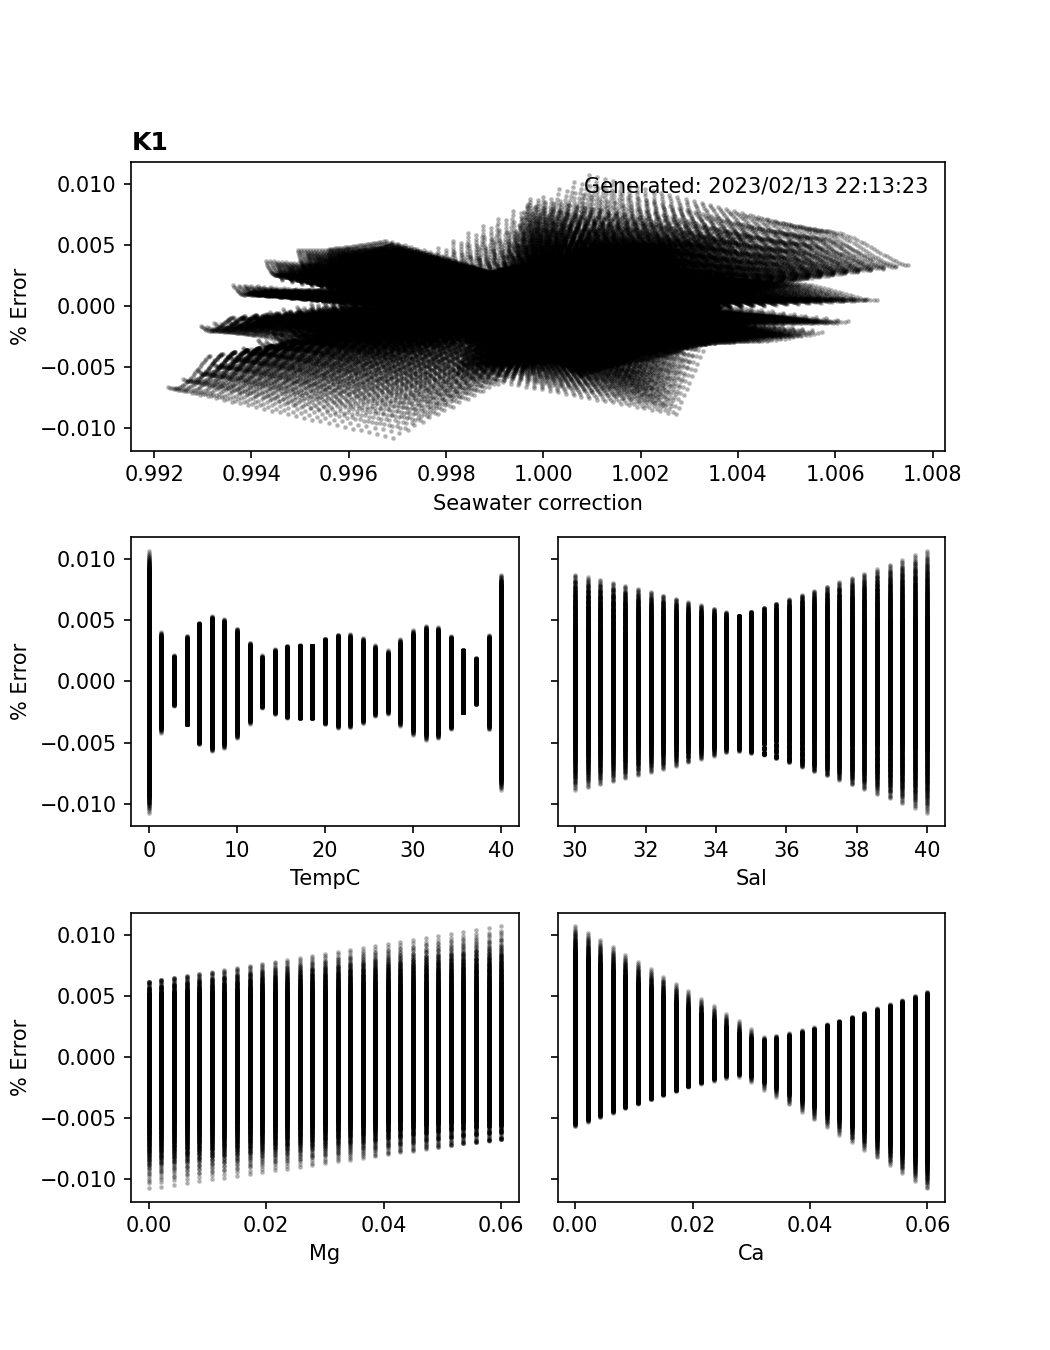 K1
Generated: 2023/02/13 22:13:23
% Error
0.010
0.005
0.000
−0.005
−0.010
0.992 0.994 0.996 0.998 1.000 1.002 1.004 1.006 1.008
Seawater correction
% Error
0.010
0.005
0.000
−0.005
−0.010
0 10 20 30 40
TempC
30 32 34 36 38 40
Sal
% Error
0.010
0.005
0.000
−0.005
−0.010
0.00 0.02 0.04 0.06
Mg
0.00 0.02 0.04 0.06
Ca